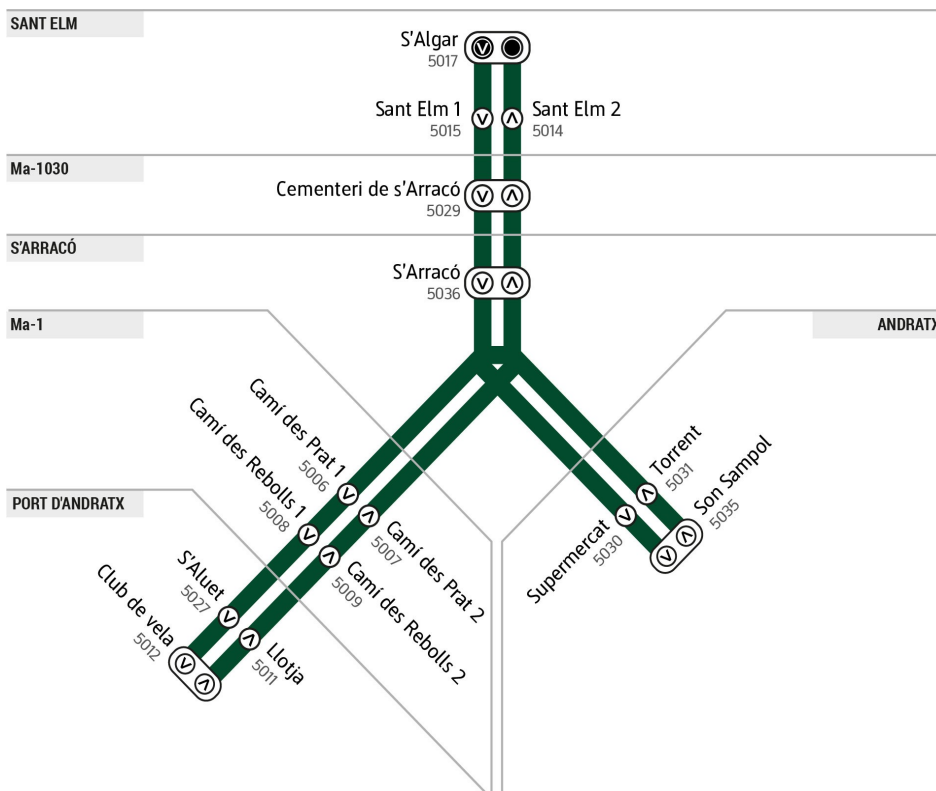 SANT ELM
S'Algar
5017
Sant Elm 1
5015
Sant Elm 2
5014
Ma-1030
Cementeri de s'Arracó
5029
S'ARRACÓ
S'Arracó
5036
Ma-1
ANDRATX
Camí des Prat 1
5006
Camí des Rebolls 1
5008
Torrent
5031
Son Sampol
5035
PORT D'ANDRATX
Camí des Prat 2
5007
Supermercat
5030
S'Aluet
5027
Camí des Rebolls 2
5009
Club de vela
5012
Llotja
5011